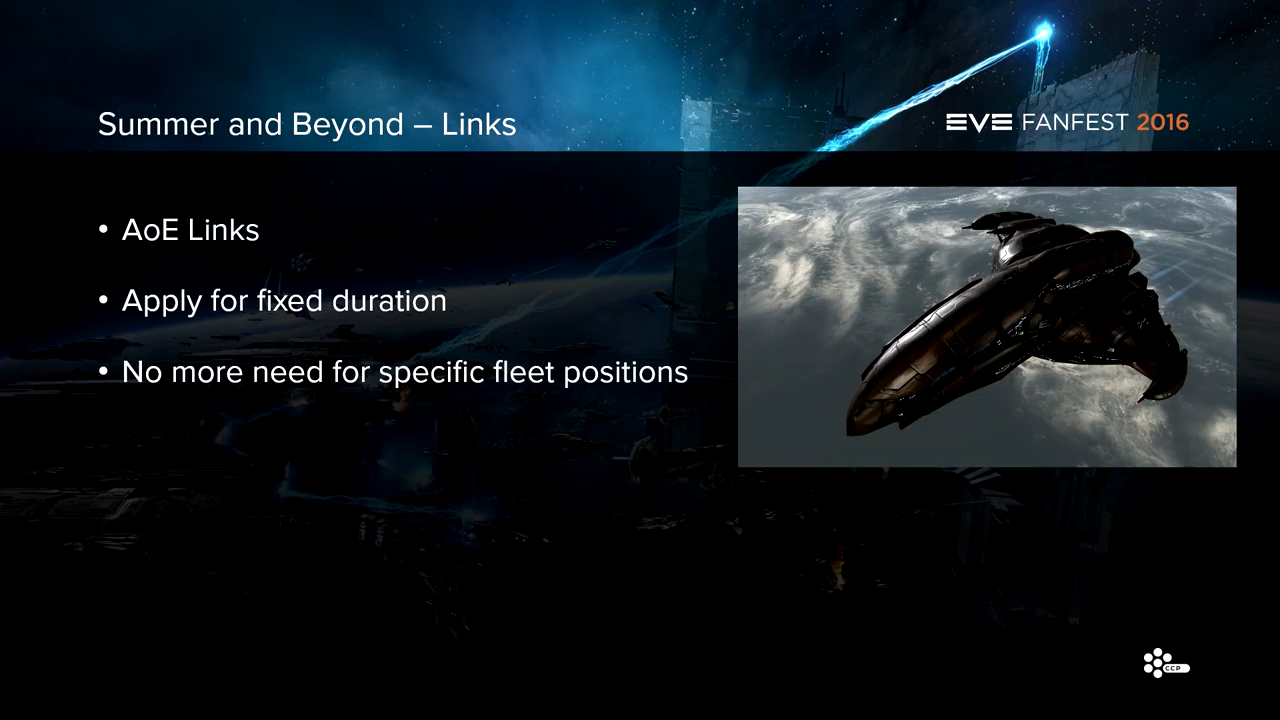 Summer and Beyond – Links
EVE FANFEST 2016
• AoE Links
• Apply for fixed duration
• No more need for specific fleet positions
CCP